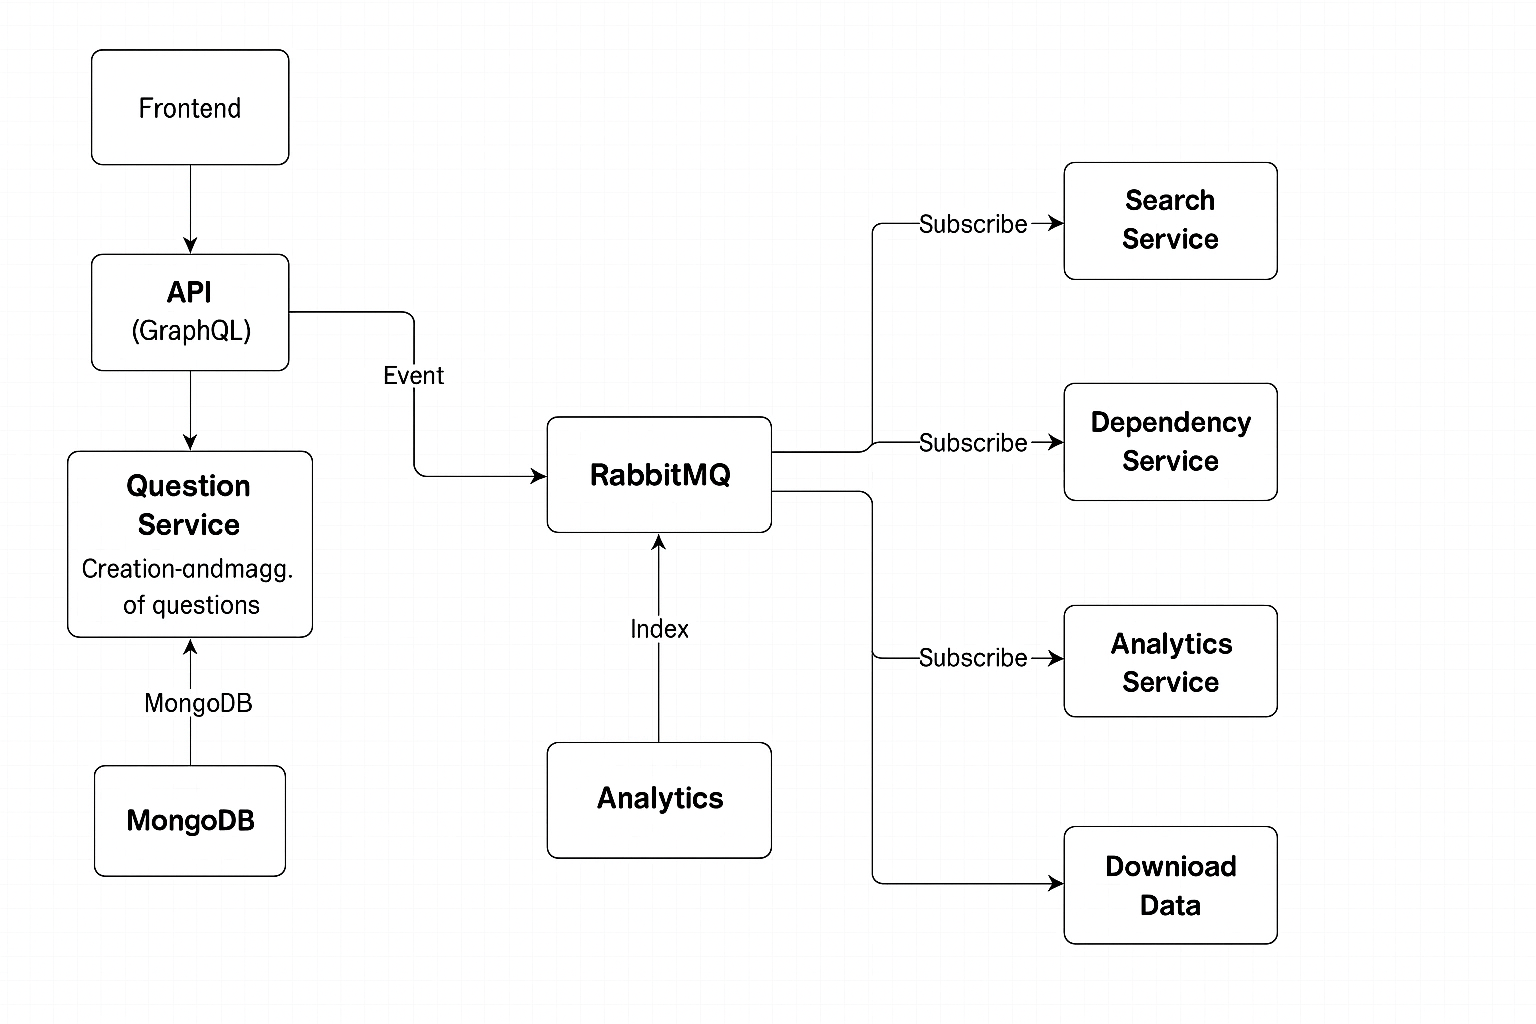 Frontend
API
(GraphQL)
Event
Question
Service
Creation-andmagg.
of questions
MongoDB
MongoDB
RabbitMQ
Index
Analytics
Subscribe
Search
Service
Subscribe
Dependency
Service
Subscribe
Analytics
Service
Downioad
Data